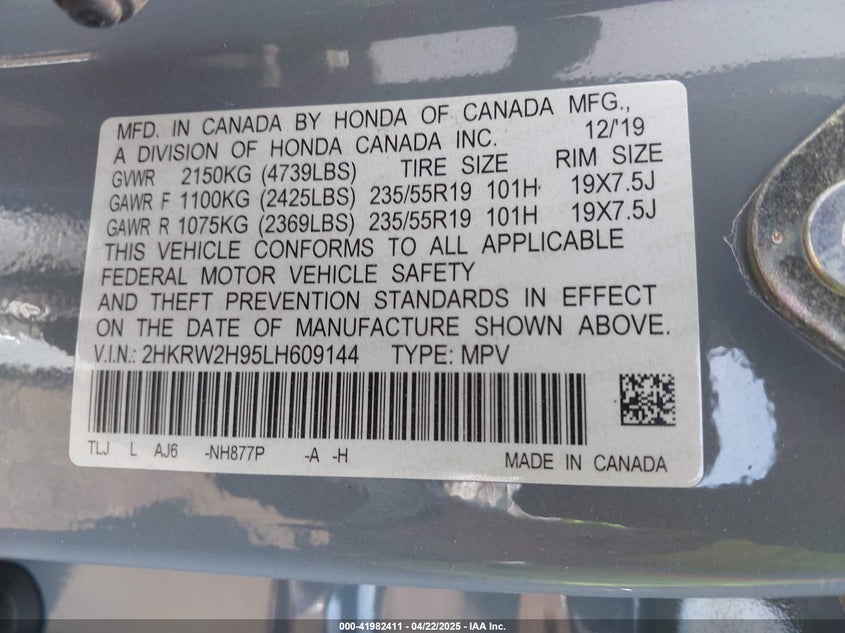 MFD. IN CANADA BY HONDA OF CANADA MFG.,
A DIVISION OF HONDA CANADA INC. 12/'19
GVWR 2150KG (4739LBS) TIRE SIZE RIM SIZE
GAWR F 1100KG (2425LBS) 235/55R19 101H 19X7.5J
GAWR R 1075KG (2369LBS) 235/55R19 101H 19X7.5J
THIS VEHICLE CONFORMS TO ALL APPLICABLE
FEDERAL MOTOR VEHICLE SAFETY
AND THEFT PREVENTION STANDARDS IN EFFECT
ON THE DATE OF MANUFACTURE SHOWN ABOVE.
V.I.N.: 2HKRW2H95LH609144 TYPE: MPV
TLJ L AJ6 -NH877P -A -H
MADE IN CANADA
000-41982411 - 04/22/2025 - IAA Inc.